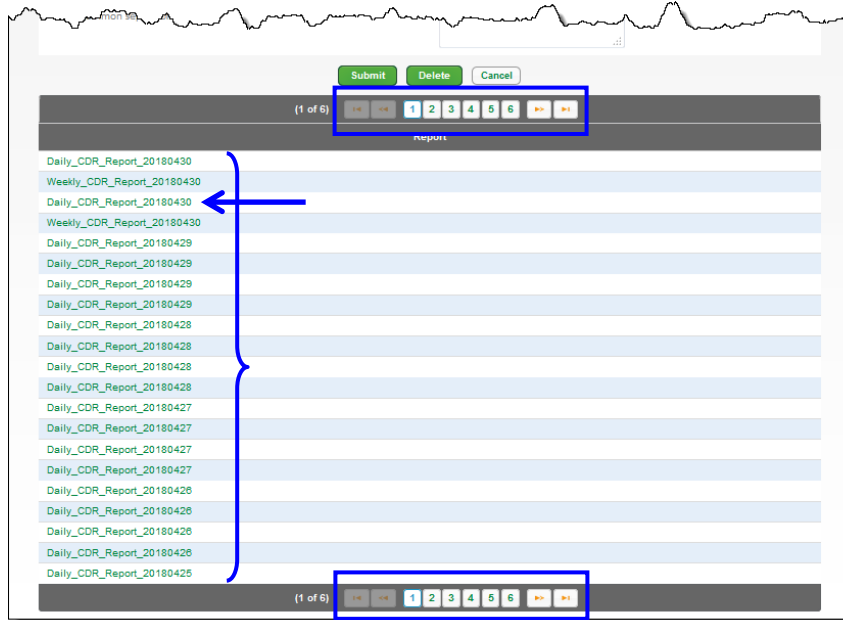 mon se
Submit Delete Cancel
(1 of 6) 1 2 3 4 5 6
Report
Daily_CDR_Report_20180430
Weekly_CDR_Report_20180430
Daily_CDR_Report_20180430
Weekly_CDR_Report_20180430
Daily_CDR_Report_20180429
Daily_CDR_Report_20180429
Daily_CDR_Report_20180429
Daily_CDR_Report_20180429
Daily_CDR_Report_20180428
Daily_CDR_Report_20180428
Daily_CDR_Report_20180428
Daily_CDR_Report_20180428
Daily_CDR_Report_20180427
Daily_CDR_Report_20180427
Daily_CDR_Report_20180427
Daily_CDR_Report_20180427
Daily_CDR_Report_20180426
Daily_CDR_Report_20180426
Daily_CDR_Report_20180426
Daily_CDR_Report_20180426
Daily_CDR_Report_20180425
(1 of 6) 1 2 3 4 5 6